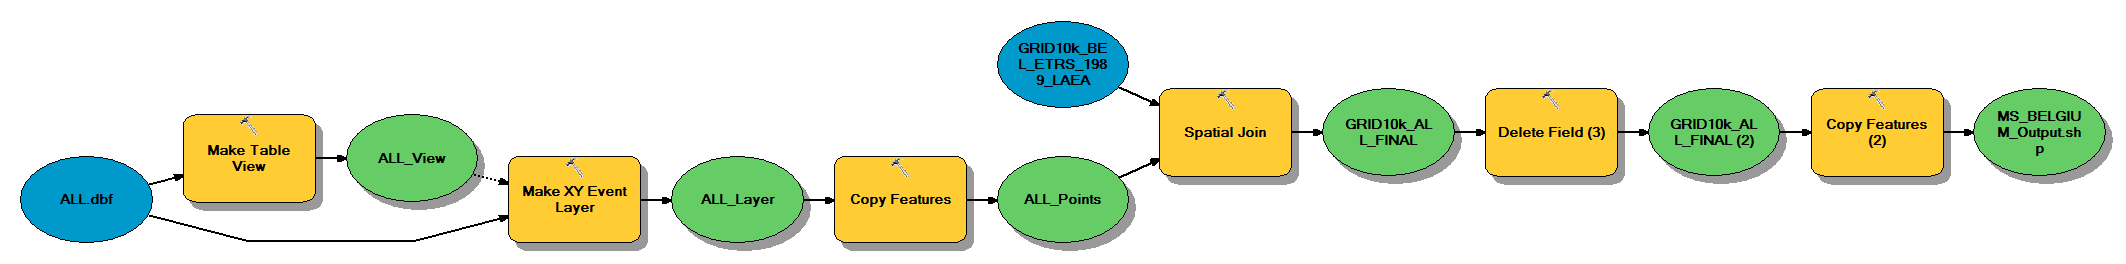 ALL.dbf
Make Table
View
ALL_View
Make XY Event
Layer
ALL_Layer
Copy Features
ALL_Points
GRID10k_BE
L_ETRS_198
9_LAEA
Spatial Join
GRID10k_AL
L_FINAL
Delete Field (3)
GRID10k_AL
L_FINAL (2)
Copy Features
(2)
MS_BELGIU
M_Output.sh
p